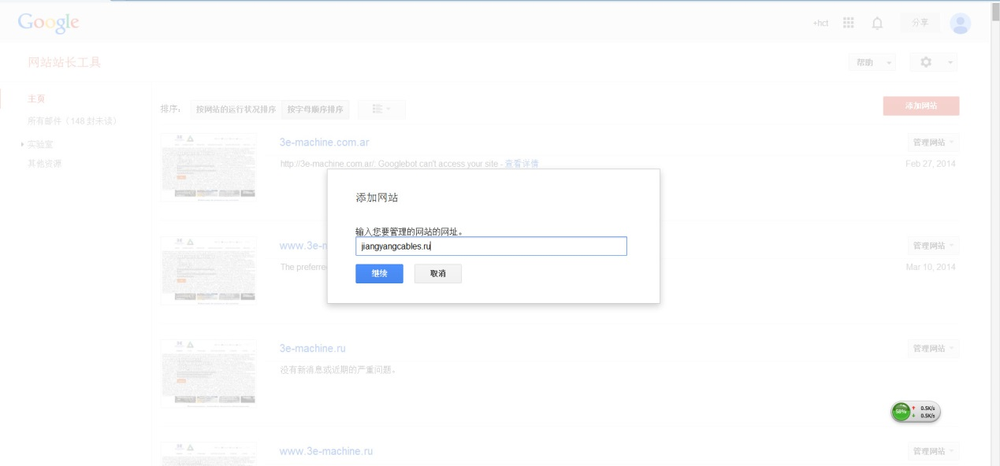 Google
+hct
分享
网站站长工具
帮助
主页
排序：
按网站的运行状况排序
按字母顺序排序
添加网站
所有邮件（148 封未读）
实验室
其他资源
3e-machine.com.ar
管理网站
http://3e-machine.com.ar/: Googlebot can't access your site - 查看详情
Feb 27, 2014
添加网站
输入您要管理的网站的网址。
jiangyangcables.ru
继续
取消
www.3e-n
管理网站
The preferre
Mar 10, 2014
3e-machine.ru
管理网站
没有新消息或近期的严重问题。
58%
0.5K/s
0.5K/s
www.3e-machine.ru
管理网站